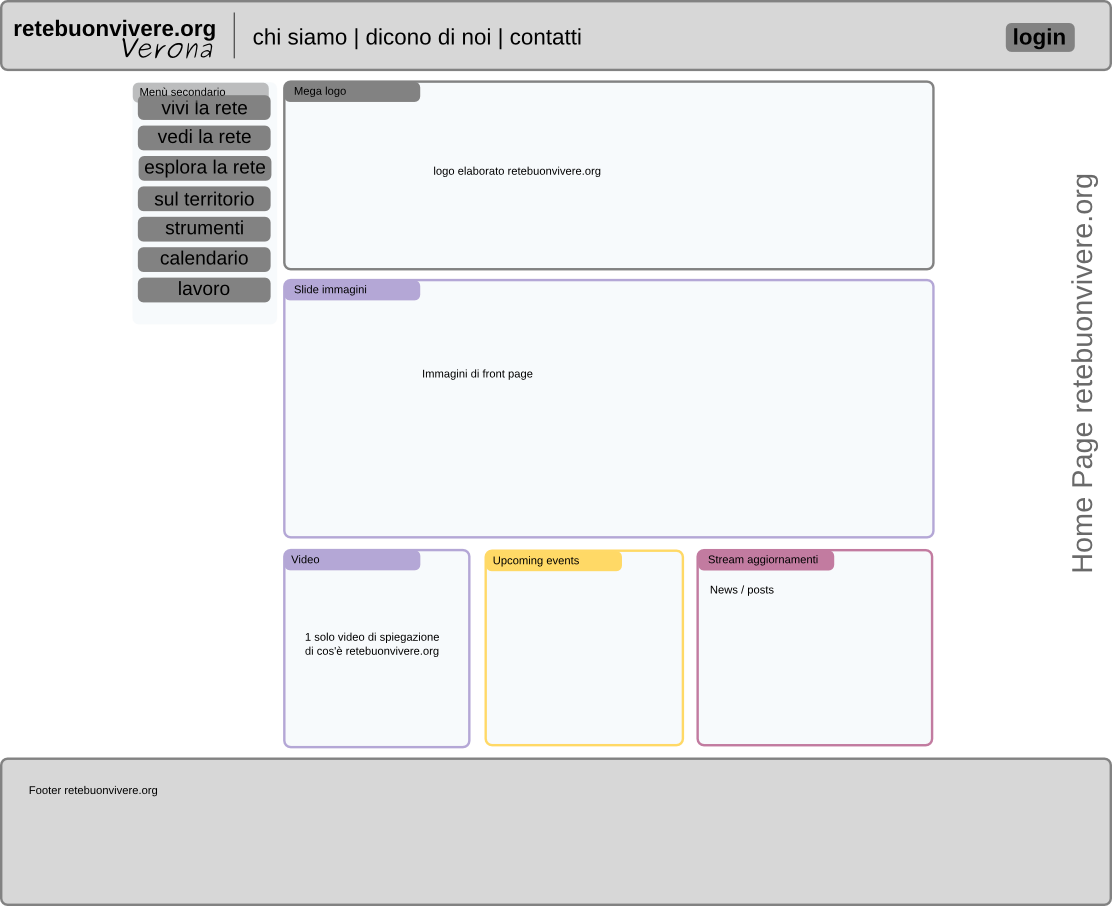 retebuonvivere.org
Verona
chi siamo | dicono di noi | contatti
login
Menù secondario
vivi la rete
vedi la rete
esplora la rete
sul territorio
strumenti
calendario
lavoro
Mega logo
logo elaborato retebuonvivere.org
Slide immagini
Immagini di front page
Video
1 solo video di spiegazione
di cos'è retebuonvivere.org
Upcoming events
Stream aggiornamenti
News / posts
Home Page retebuonvivere.org
Footer retebuonvivere.org